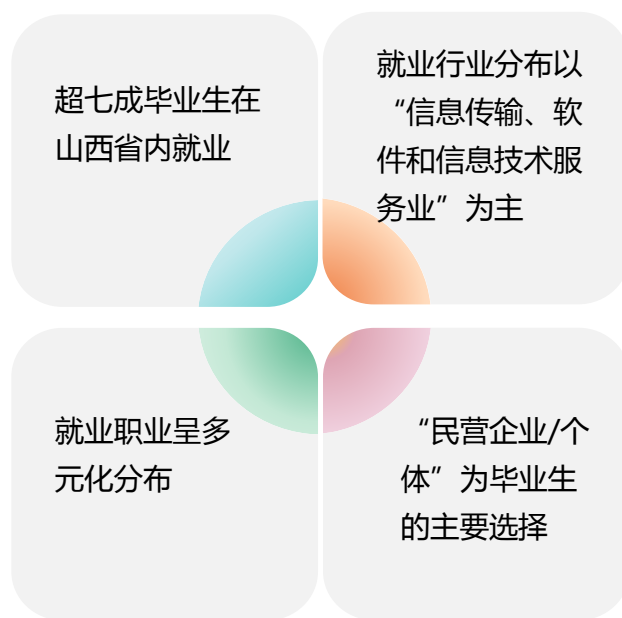 超七成毕业生在
山西省内就业
就业行业分布以
“信息传输、软
件和信息技术服
务业”为主
就业职业呈多
元化分布
“民营企业/个
体”为毕业生
的主要选择